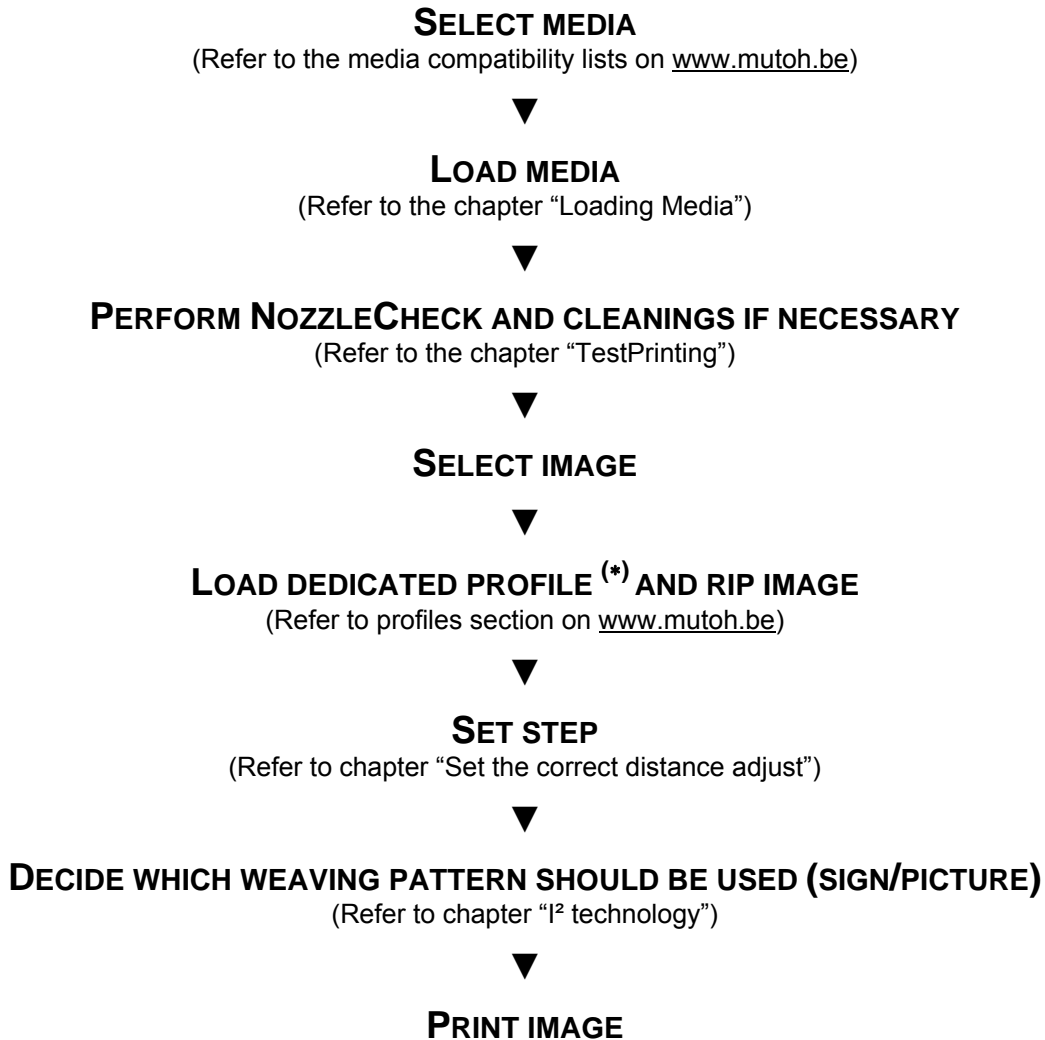 SELECT MEDIA
(Refer to the media compatibility lists on www.mutoh.be)
▼
LOAD MEDIA
(Refer to the chapter “Loading Media”)
▼
PERFORM NOZZLECHECK AND CLEANINGS IF NECESSARY
(Refer to the chapter “TestPrinting”)
▼
SELECT IMAGE
▼
LOAD DEDICATED PROFILE (*) AND RIP IMAGE
(Refer to profiles section on www.mutoh.be)
▼
SET STEP
(Refer to chapter “Set the correct distance adjust”)
▼
DECIDE WHICH WEAVING PATTERN SHOULD BE USED (SIGN/PICTURE)
(Refer to chapter “I² technology”)
▼
PRINT IMAGE